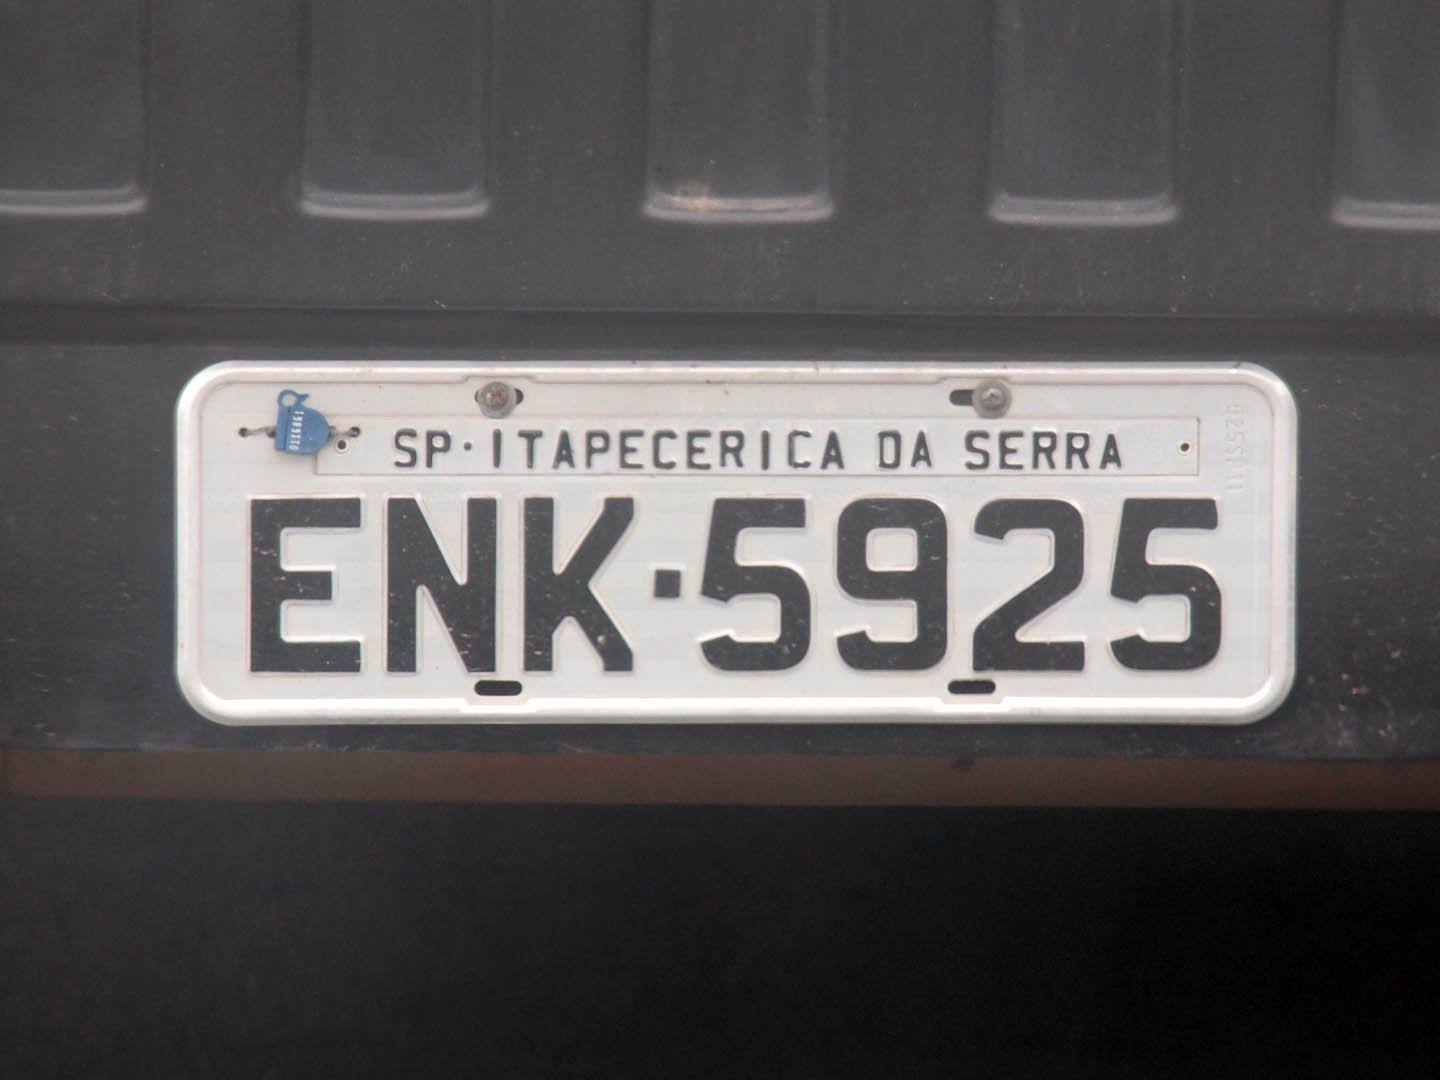 SP·ITAPECERICA DA SERRA
ENK·5925